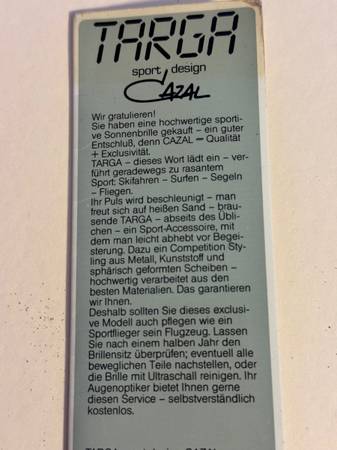 TARGA
sport design
CAZAL
Wir gratulieren!
Sie haben eine hochwertige sporti-
ve Sonnenbrille gekauft – ein guter
Entschluß, denn CAZAL = Qualität
+ Exclusivität.
TARGA – dieses Wort lädt ein – ver-
führt geradewegs zu rasantem
Sport: Skifahren – Surfen – Segeln
– Fliegen.
Ihr Puls wird beschleunigt – man
freut sich auf heißen Sand – brau-
sende TARGA – abseits des Übli-
chen – ein Sport-Accessoire, mit
dem man leicht abhebt vor Begei-
sterung. Dazu ein Competition Sty-
ling aus Metall, Kunststoff und
sphärisch geformten Scheiben –
hochwertig verarbeitet aus den
besten Materialien. Das garantieren
wir Ihnen.
Deshalb sollten Sie dieses exclusi-
ve Modell auch pflegen wie ein
Sportflieger sein Flugzeug. Lassen
Sie nach einem halben Jahr den
Brillensitz überprüfen; eventuell alle
beweglichen Teile nachstellen, oder
die Brille mit Ultraschall reinigen. Ihr
Augenoptiker bietet Ihnen gerne
diesen Service – selbstverständlich
kostenlos.